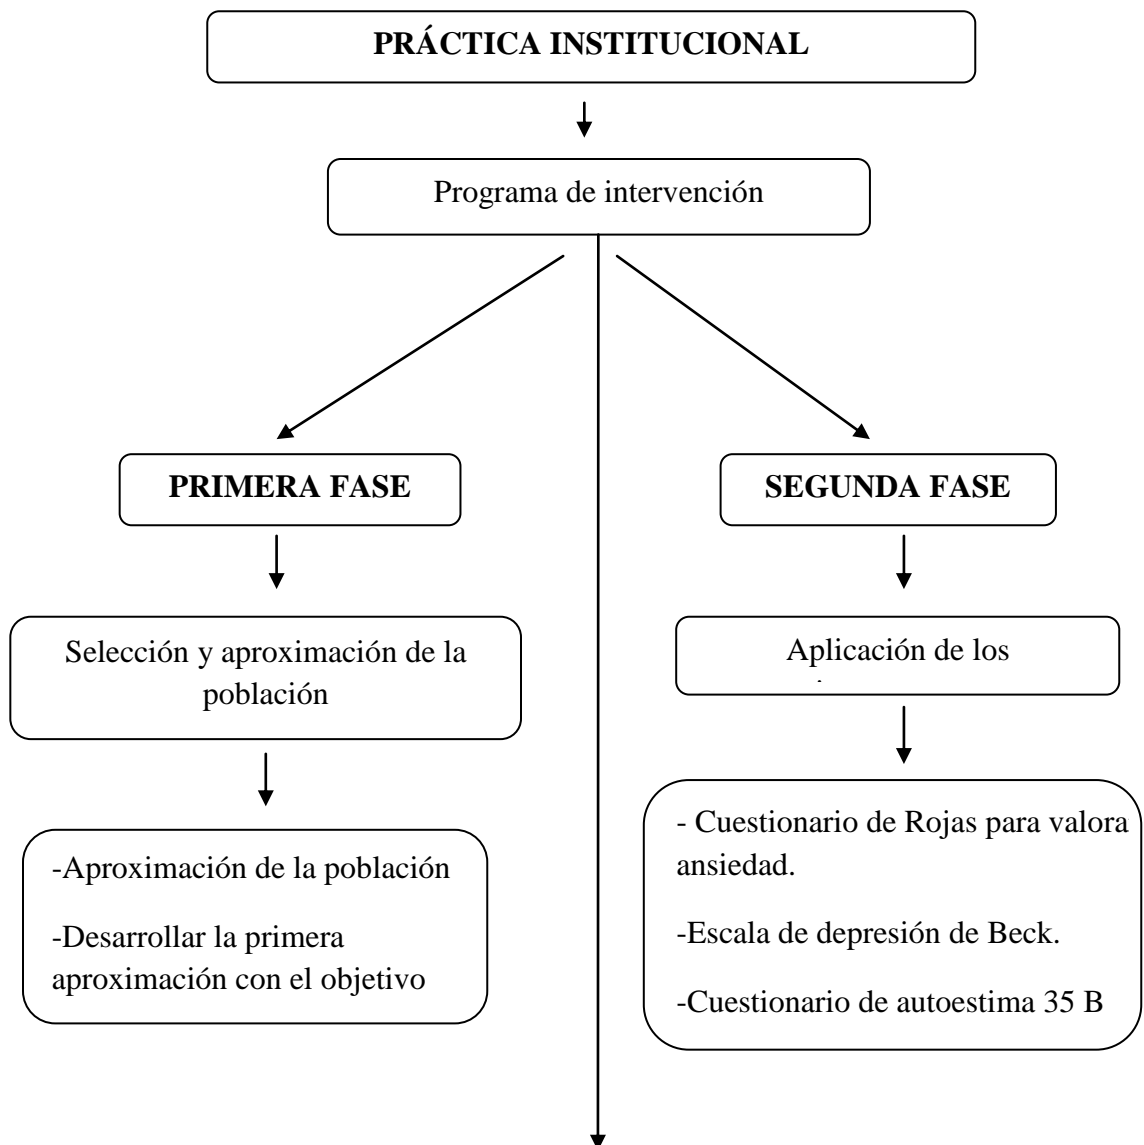 PRÁCTICA INSTITUCIONAL
Programa de intervención
PRIMERA FASE
Selección y aproximación de la
población
-Aproximación de la población
-Desarrollar la primera
aproximación con el objetivo
SEGUNDA FASE
Aplicación de los
- Cuestionario de Rojas para valora
ansiedad.
-Escala de depresión de Beck.
-Cuestionario de autoestima 35 B